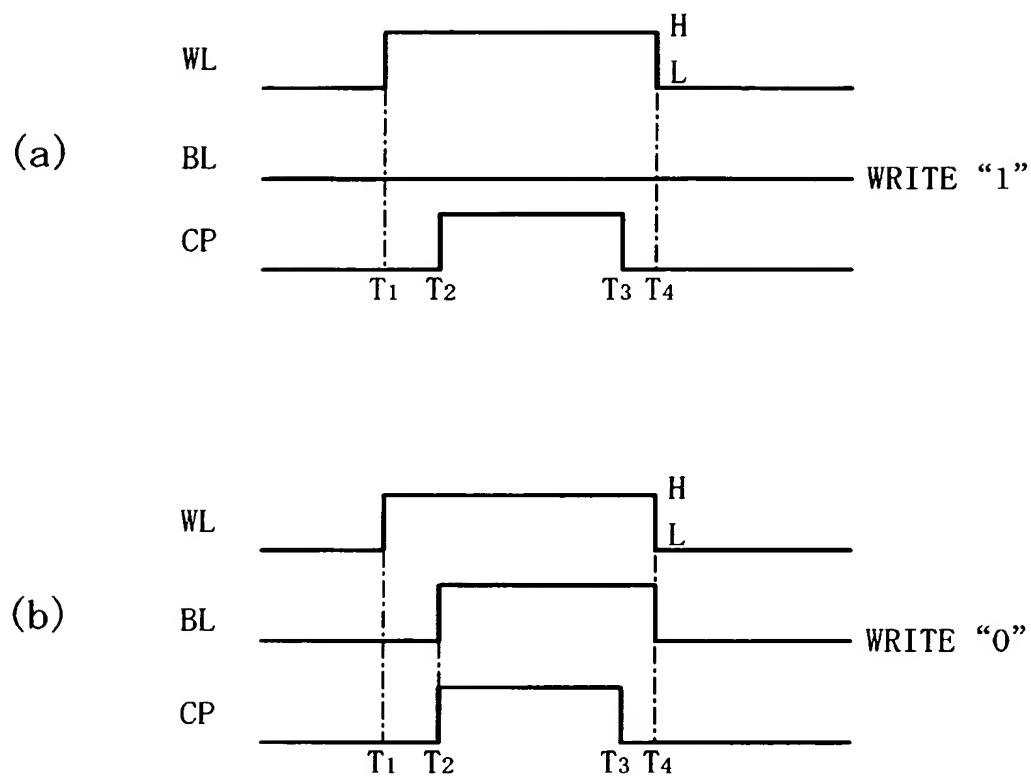 WL H
L
(a) BL WRITE “1”
CP
T1 T2 T3 T4
WL H
L
(b) BL WRITE “0”
CP
T1 T2 T3 T4